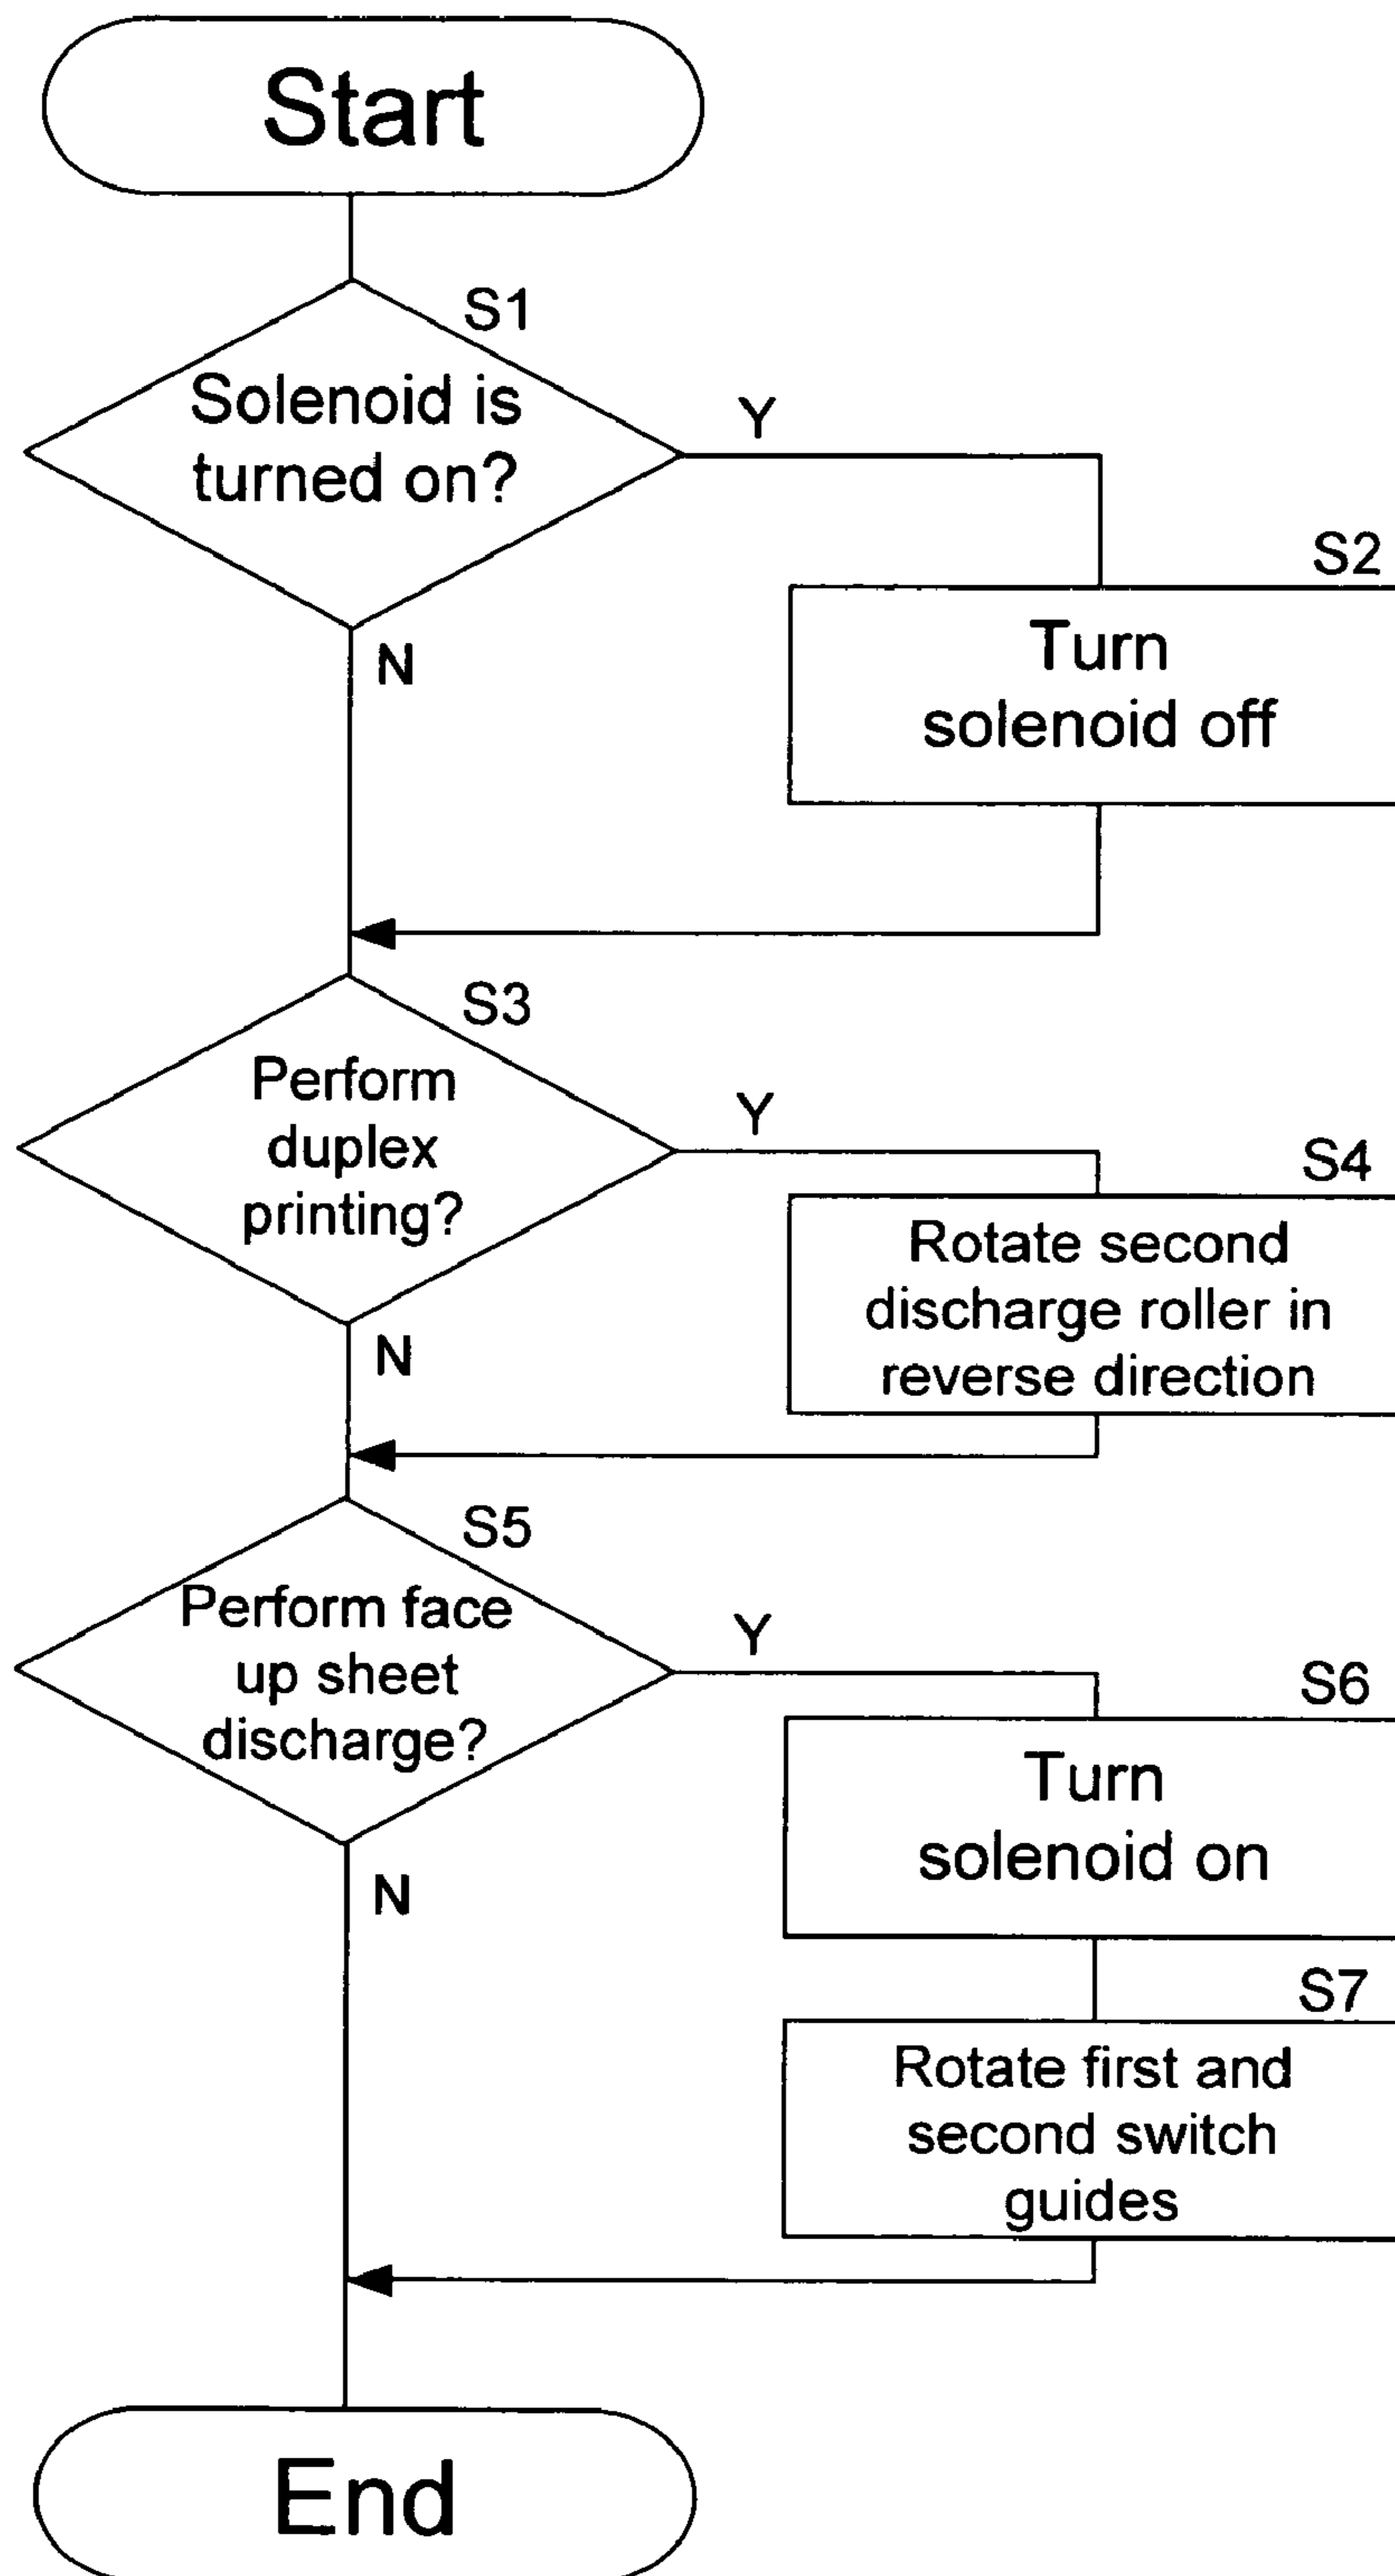 Start
S1
Solenoid is
turned on?
Y
N
S2
Turn
solenoid off
S3
Perform
duplex
printing?
Y
N
S4
Rotate second
discharge roller in
reverse direction
S5
Perform face
up sheet
discharge?
Y
N
S6
Turn
solenoid on
S7
Rotate first and
second switch
guides
End